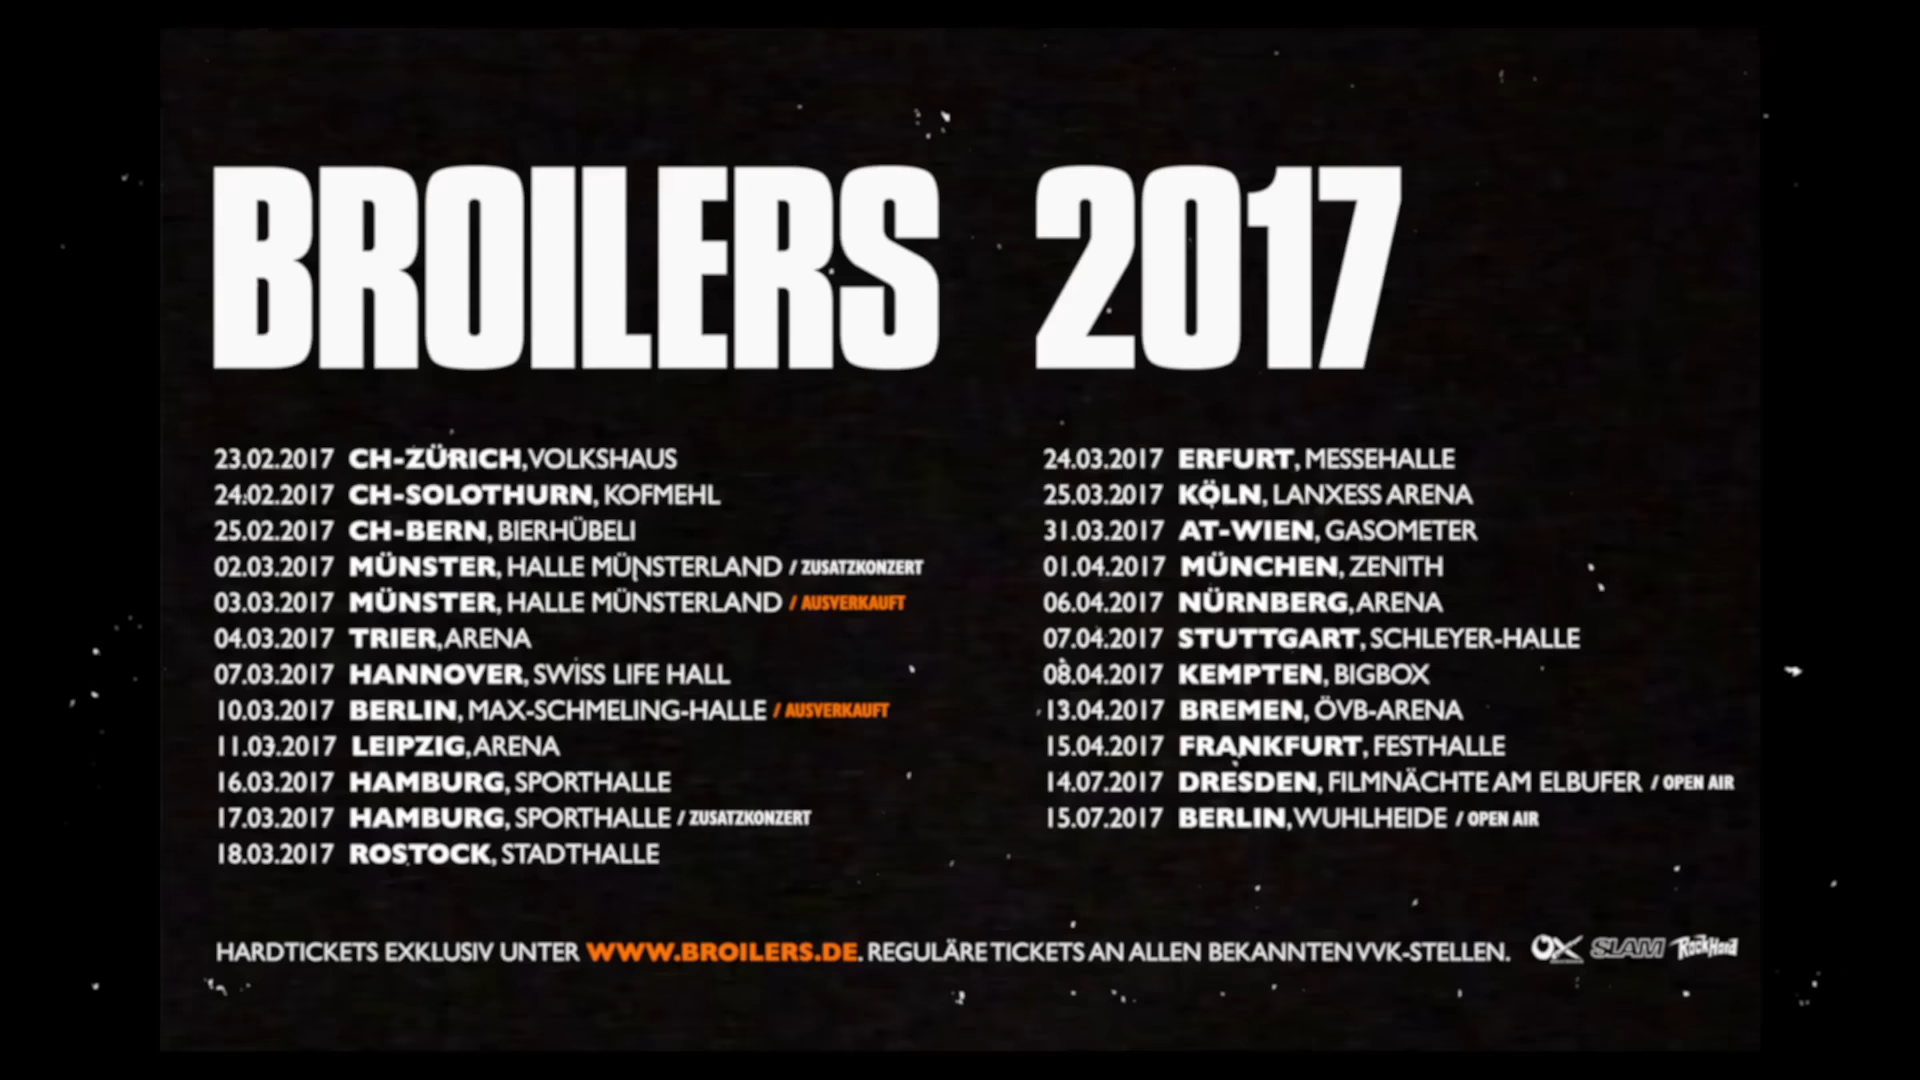 BROILERS 2017
23.02.2017 CH-ZÜRICH, VOLKSHAUS
24.02.2017 CH-SOLOTHURN, KOFMEHL
25.02.2017 CH-BERN, BIERHÜBELI
02.03.2017 MÜNSTER, HALLE MÜNSTERLAND / ZUSATZKONZERT
03.03.2017 MÜNSTER, HALLE MÜNSTERLAND / AUSVERKAUFT
04.03.2017 TRIER, ARENA
07.03.2017 HANNOVER, SWISS LIFE HALL
10.03.2017 BERLIN, MAX-SCHMELING-HALLE / AUSVERKAUFT
11.03.2017 LEIPZIG, ARENA
16.03.2017 HAMBURG, SPORTHALLE
17.03.2017 HAMBURG, SPORTHALLE / ZUSATZKONZERT
18.03.2017 ROSTOCK, STADTHALLE
24.03.2017 ERFURT, MESSEHALLE
25.03.2017 KÖLN, LANXESS ARENA
31.03.2017 AT-WIEN, GASOMETER
01.04.2017 MÜNCHEN, ZENITH
06.04.2017 NÜRNBERG, ARENA
07.04.2017 STUTTGART, SCHLEYER-HALLE
08.04.2017 KEMPTEN, BIGBOX
13.04.2017 BREMEN, ÖVB-ARENA
15.04.2017 FRANKFURT, FESTHALLE
14.07.2017 DRESDEN, FILMNÄCHTE AM ELBUFER / OPEN AIR
15.07.2017 BERLIN, WUHLHEIDE / OPEN AIR
HARDTICKETS EXKLUSIV UNTER WWW.BROILERS.DE. REGULÄRE TICKETS AN ALLEN BEKANNTEN VVK-STELLEN. OX SLAM RockHard